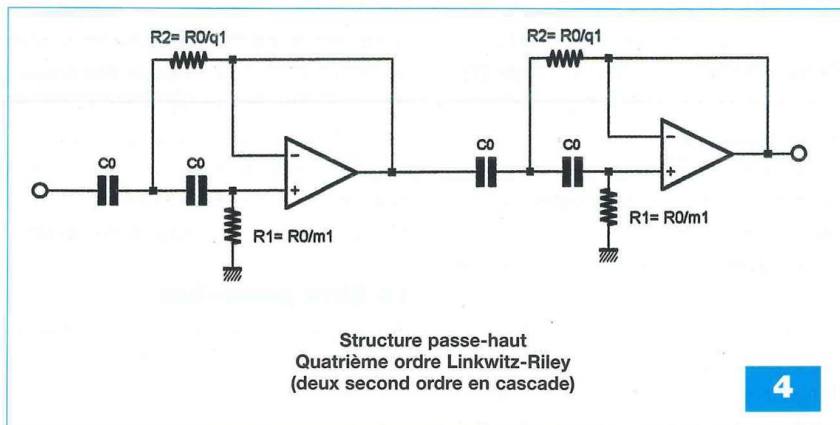 R2= R0/q1
R2= R0/q1
C0
C0
C0
C0
−
+
−
+
R1= R0/m1
R1= R0/m1
Structure passe-haut
Quatrième ordre Linkwitz-Riley
(deux second ordre en cascade)
4